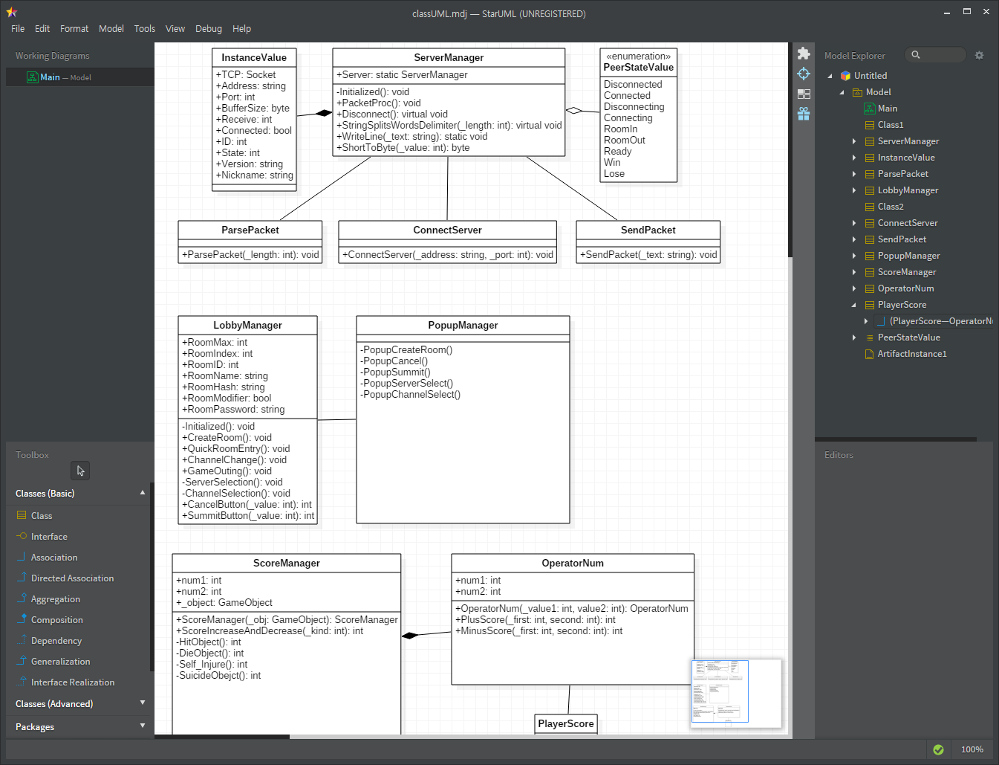 classUML.mdj — StarUML (UNREGISTERED)
File Edit Format Model Tools View Debug Help
Working Diagrams
Main — Model
Toolbox
Classes (Basic)
Class
Interface
Association
Directed Association
Aggregation
Composition
Dependency
Generalization
Interface Realization
Classes (Advanced)
Packages
InstanceValue
+TCP: Socket
+Address: string
+Port: int
+BufferSize: byte
+Receive: int
+Connected: bool
+ID: int
+State: int
+Version: string
+Nickname: string
ServerManager
+Server: static ServerManager
-Initialized(): void
+PacketProc(): void
+Disconnect(): virtual void
+StringSplitsWordsDelimiter(_length: int): virtual void
+WriteLine(_text: string): static void
+ShortToByte(_value: int): byte
«enumeration»
PeerStateValue
Disconnected
Connected
Disconnecting
Connecting
RoomIn
RoomOut
Ready
Win
Lose
ParsePacket
+ParsePacket(_length: int): void
ConnectServer
+ConnectServer(_address: string, _port: int): void
SendPacket
+SendPacket(_text: string): void
LobbyManager
+RoomMax: int
+RoomIndex: int
+RoomID: int
+RoomName: string
+RoomHash: string
+RoomModifier: bool
+RoomPassword: string
-Initialized(): void
+CreateRoom(): void
+QuickRoomEntry(): void
+ChannelChange(): void
+GameOuting(): void
-ServerSelection(): void
-ChannelSelection(): void
+CancelButton(_value: int): int
+SummitButton(_value: int): int
PopupManager
-PopupCreateRoom()
-PopupCancel()
-PopupSummit()
-PopupServerSelect()
-PopupChannelSelect()
ScoreManager
+num1: int
+num2: int
+_object: GameObject
+ScoreManager(_obj: GameObject): ScoreManager
+ScoreIncreaseAndDecrease(_kind: int): int
-HitObject(): int
-DieObject(): int
-Self_Injure(): int
-SuicideObejct(): int
OperatorNum
+num1: int
+num2: int
+OperatorNum(_value1: int, value2: int): OperatorNum
+PlusScore(_first: int, second: int): int
+MinusScore(_first: int, second: int): int
PlayerScore
Model Explorer
Untitled
Model
Main
Class1
ServerManager
InstanceValue
ParsePacket
LobbyManager
Class2
ConnectServer
SendPacket
PopupManager
ScoreManager
OperatorNum
PlayerScore
(PlayerScore—OperatorN
PeerStateValue
ArtifactInstance1
Editors
100%